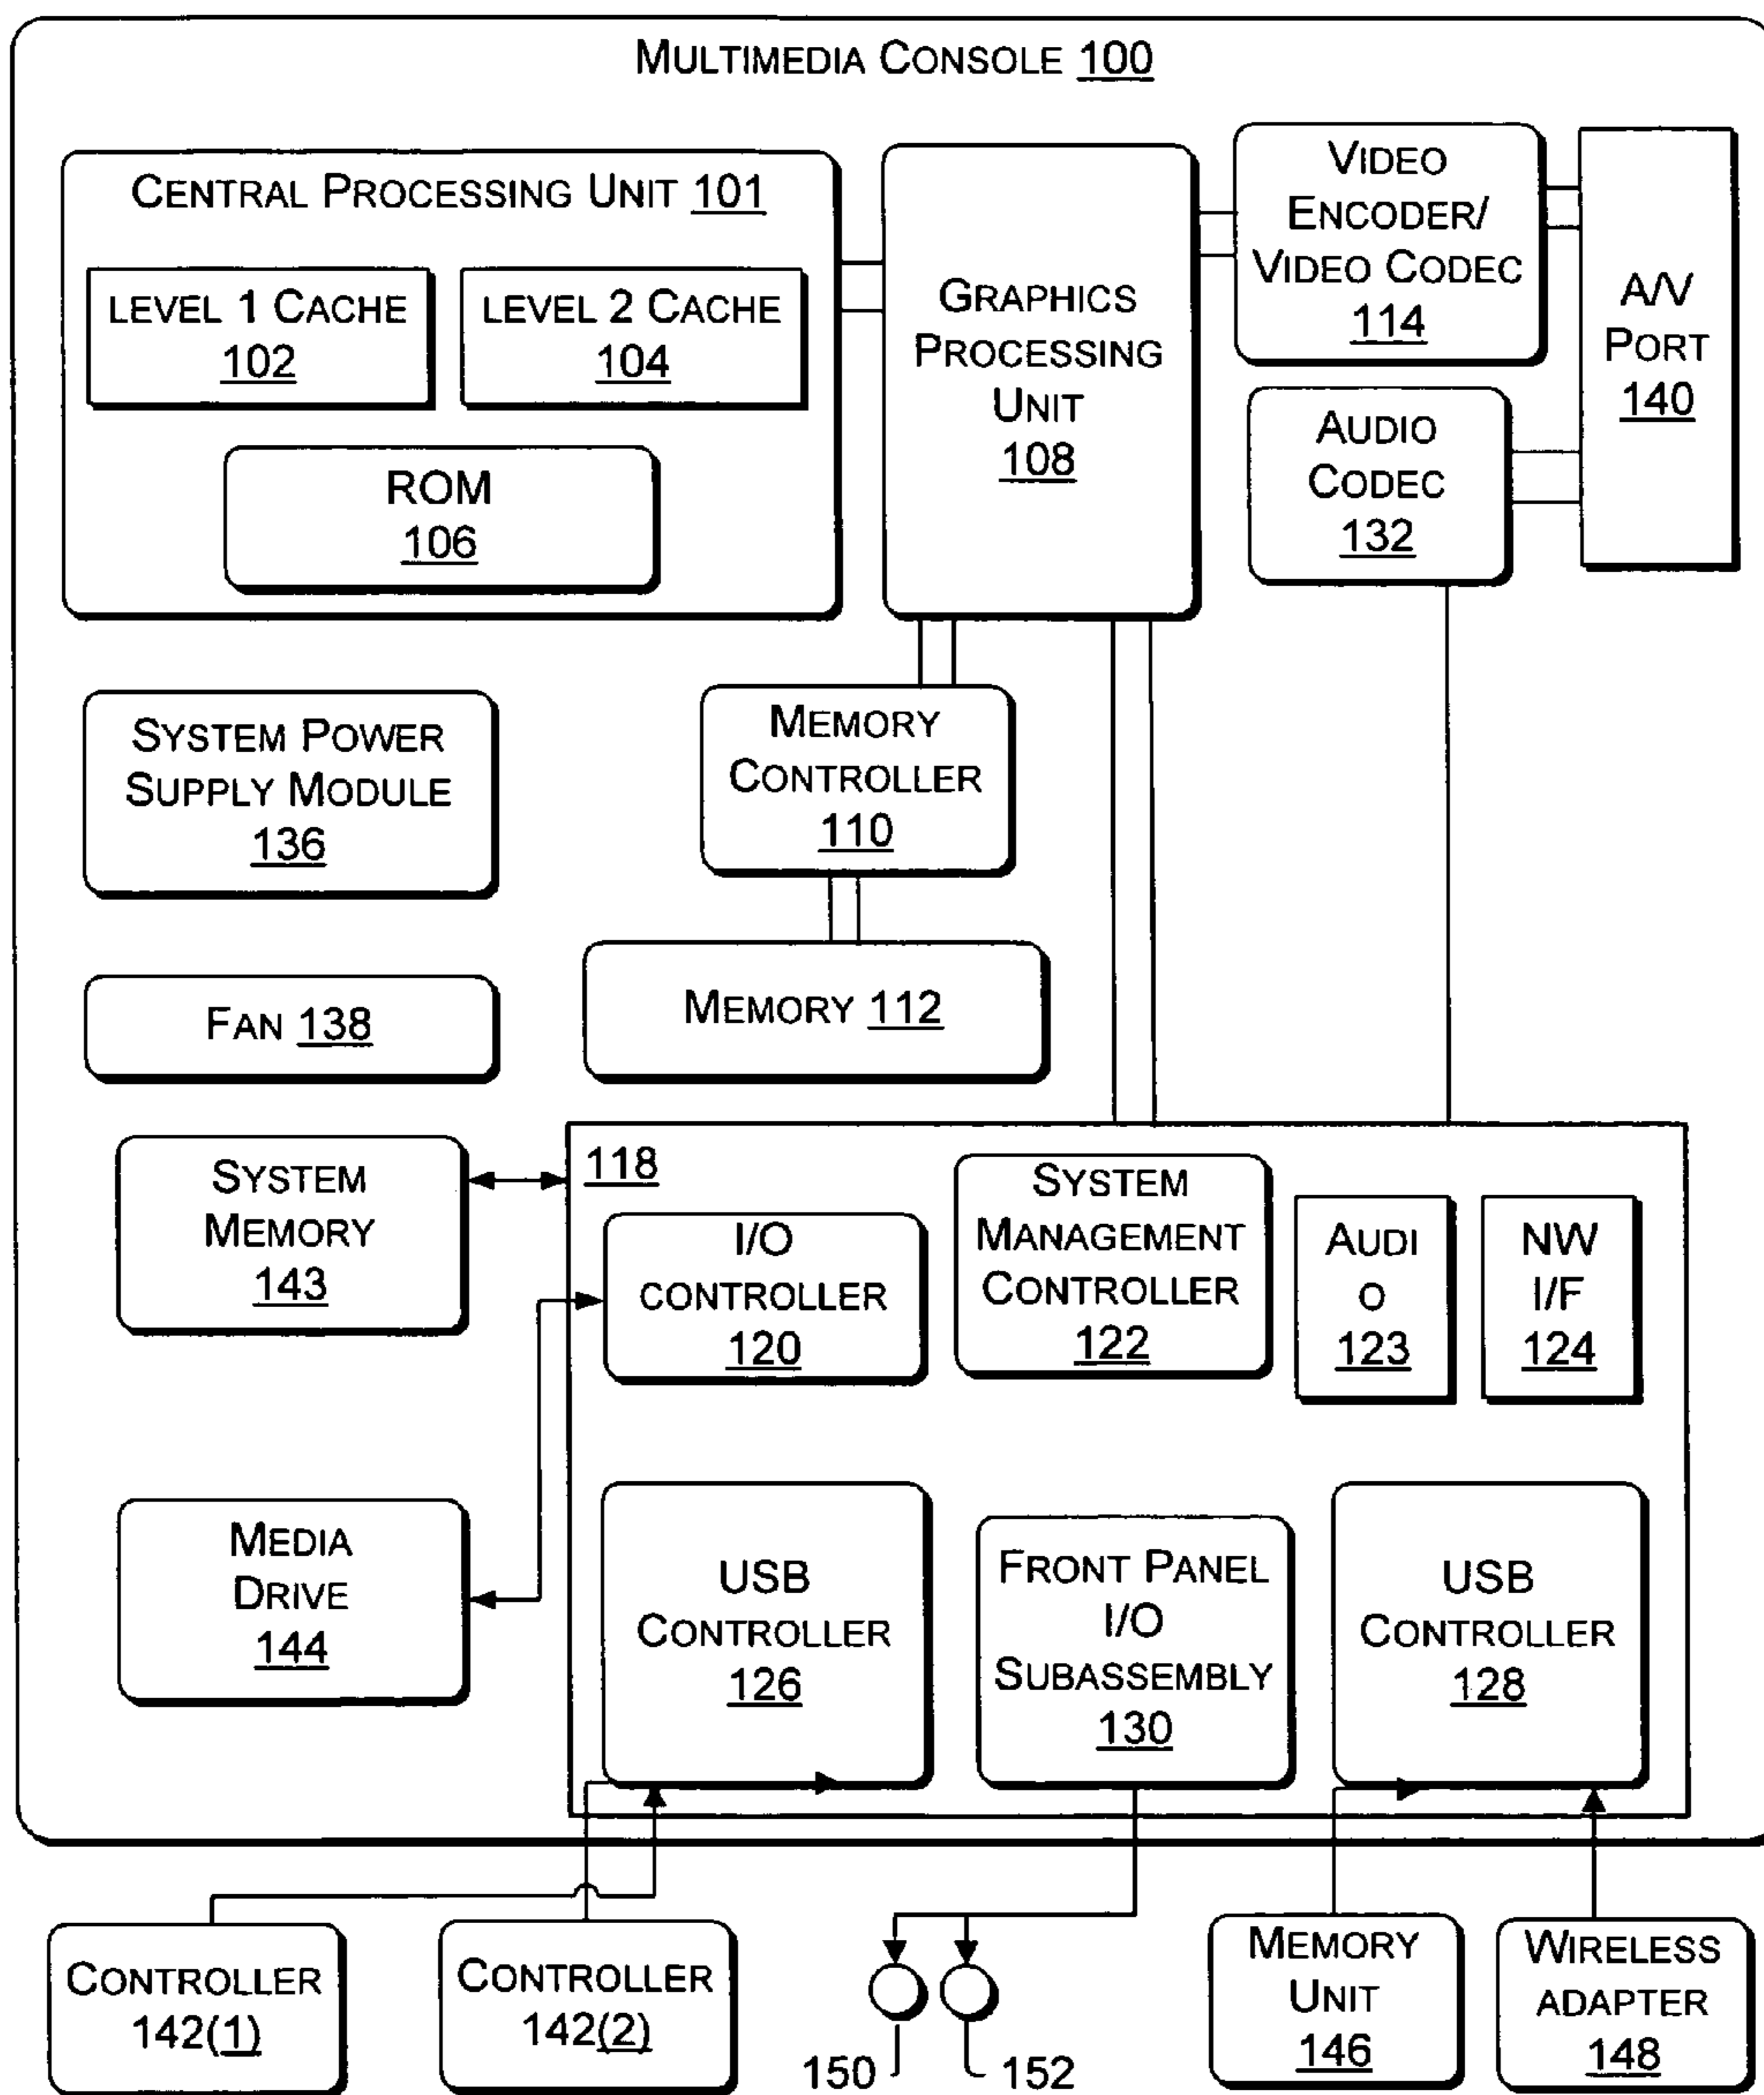 MULTIMEDIA CONSOLE 100
CENTRAL PROCESSING UNIT 101
LEVEL 1 CACHE
102
LEVEL 2 CACHE
104
ROM
106
GRAPHICS
PROCESSING
UNIT
108
VIDEO
ENCODER/
VIDEO CODEC
114
AUDIO
CODEC
132
A/V
PORT
140
SYSTEM POWER
SUPPLY MODULE
136
MEMORY
CONTROLLER
110
FAN 138
MEMORY 112
SYSTEM
MEMORY
143
118
I/O
CONTROLLER
120
SYSTEM
MANAGEMENT
CONTROLLER
122
AUDI
O
123
NW
I/F
124
MEDIA
DRIVE
144
USB
CONTROLLER
126
FRONT PANEL
I/O
SUBASSEMBLY
130
USB
CONTROLLER
128
CONTROLLER
142(1)
CONTROLLER
142(2)
150
152
MEMORY
UNIT
146
WIRELESS
ADAPTER
148